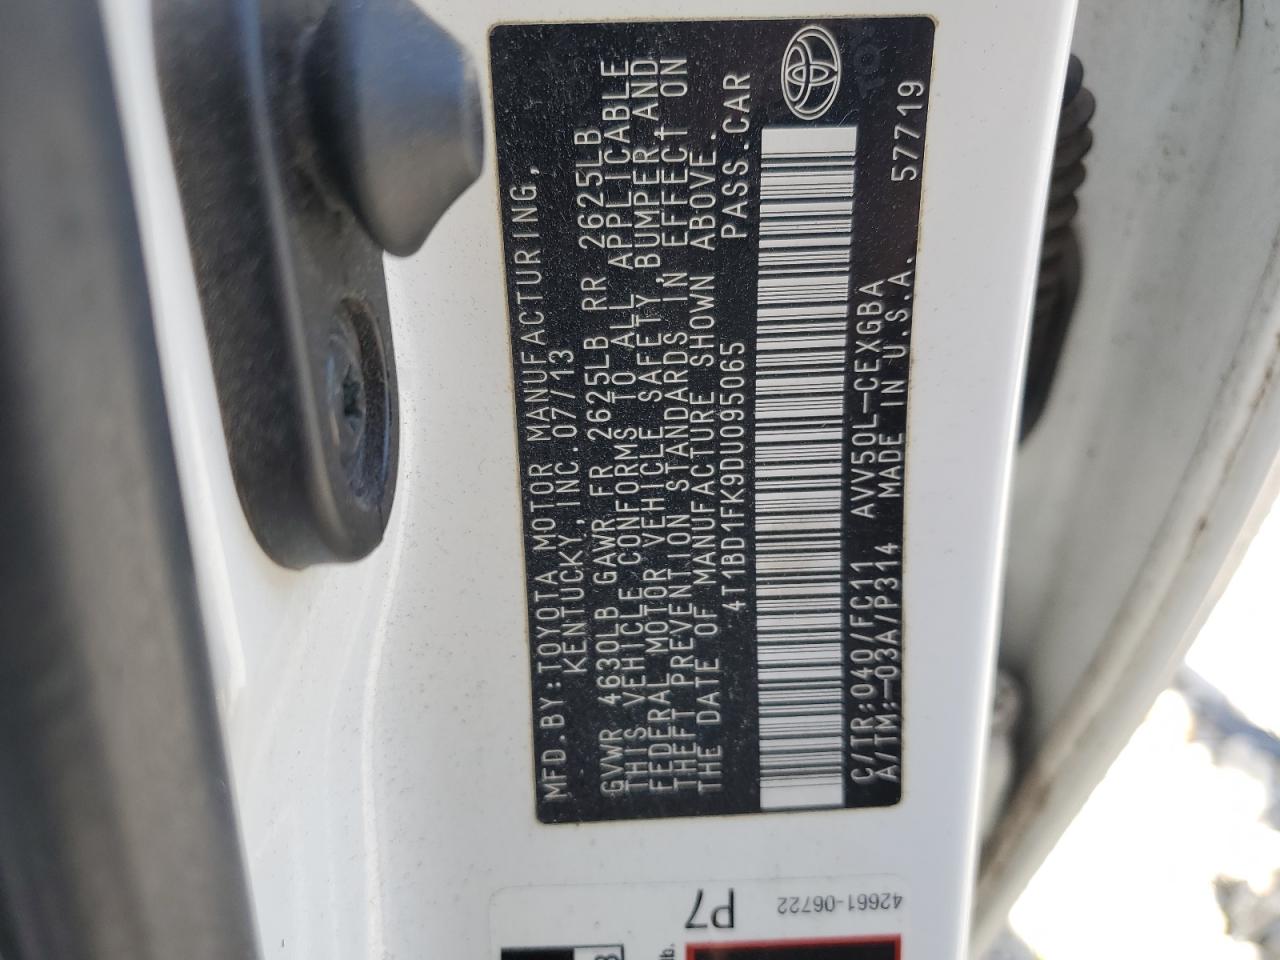 MFD.BY:TOYOTA MOTOR MANUFACTURING,
KENTUCKY, INC. 07/13
GVWR 4630LB GAWR FR 2625LB RR 2625LB
THIS VEHICLE CONFORMS TO ALL APPLICABLE
FEDERAL MOTOR VEHICLE SAFETY, BUMPER, AND
THEFT PREVENTION STANDARDS IN EFFECT ON
THE DATE OF MANUFACTURE SHOWN ABOVE.
4T1BD1FK9DU095065 PASS.CAR
C/TR:040/FC11 AVV50L-CEXGBA
A/TM:-03A/P314 MADE IN U.S.A. 57719
P7
42661-06722
lb.